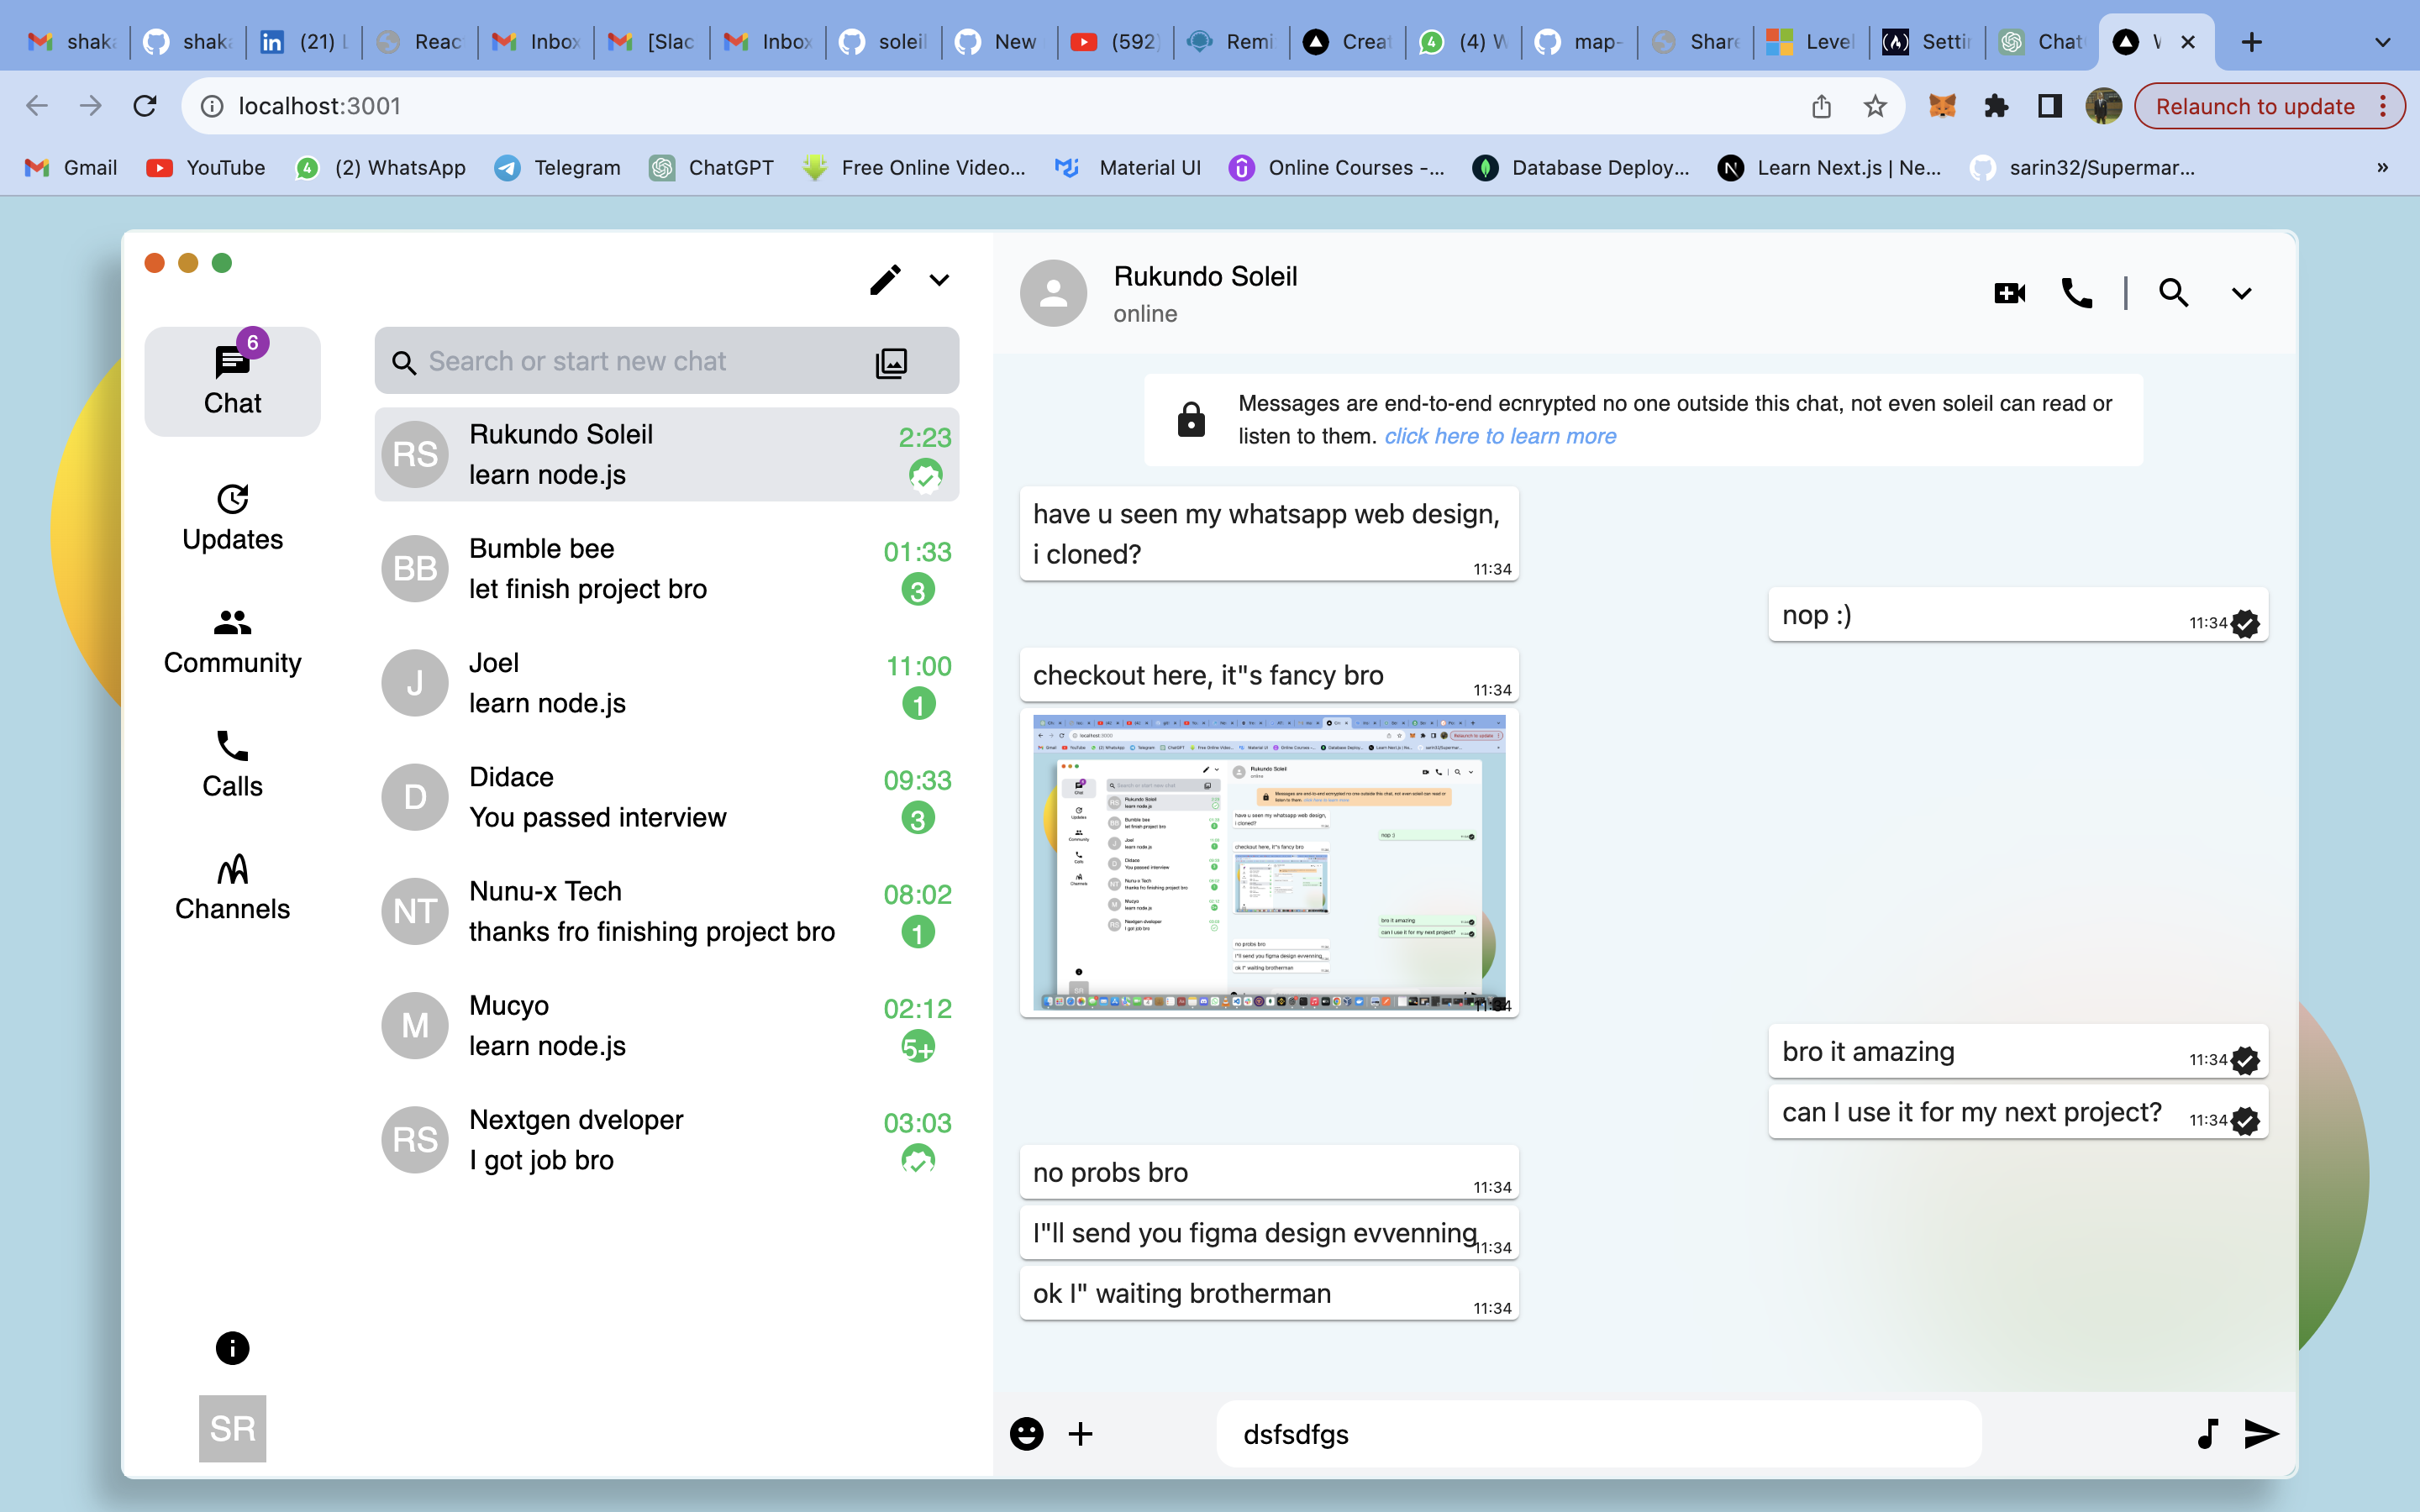 shaka
shaka
(21) L
Reac
Inbox
[Slac
Inbox
soleil
New
(592)
Remi
Creat
(4) W
map-
Share
Level
Settin
Chat
localhost:3001
Relaunch to update
Gmail
YouTube
(2) WhatsApp
Telegram
ChatGPT
Free Online Video...
Material UI
Online Courses -...
Database Deploy...
Learn Next.js | Ne...
sarin32/Supermar...
»
6
Chat
Updates
Community
Calls
Channels
SR
Search or start new chat
RS
Rukundo Soleil
2:23
learn node.js
BB
Bumble bee
01:33
let finish project bro
3
J
Joel
11:00
learn node.js
1
D
Didace
09:33
You passed interview
3
NT
Nunu-x Tech
08:02
thanks fro finishing project bro
1
M
Mucyo
02:12
learn node.js
5+
RS
Nextgen dveloper
03:03
I got job bro
Rukundo Soleil
online
Messages are end-to-end ecnrypted no one outside this chat, not even soleil can read or
listen to them. click here to learn more
have u seen my whatsapp web design,
i cloned?
11:34
nop :)
11:34
checkout here, it"s fancy bro
11:34
11:34
bro it amazing
11:34
can I use it for my next project?
11:34
no probs bro
11:34
I"ll send you figma design evvenning
11:34
ok I" waiting brotherman
11:34
dsfsdfgs